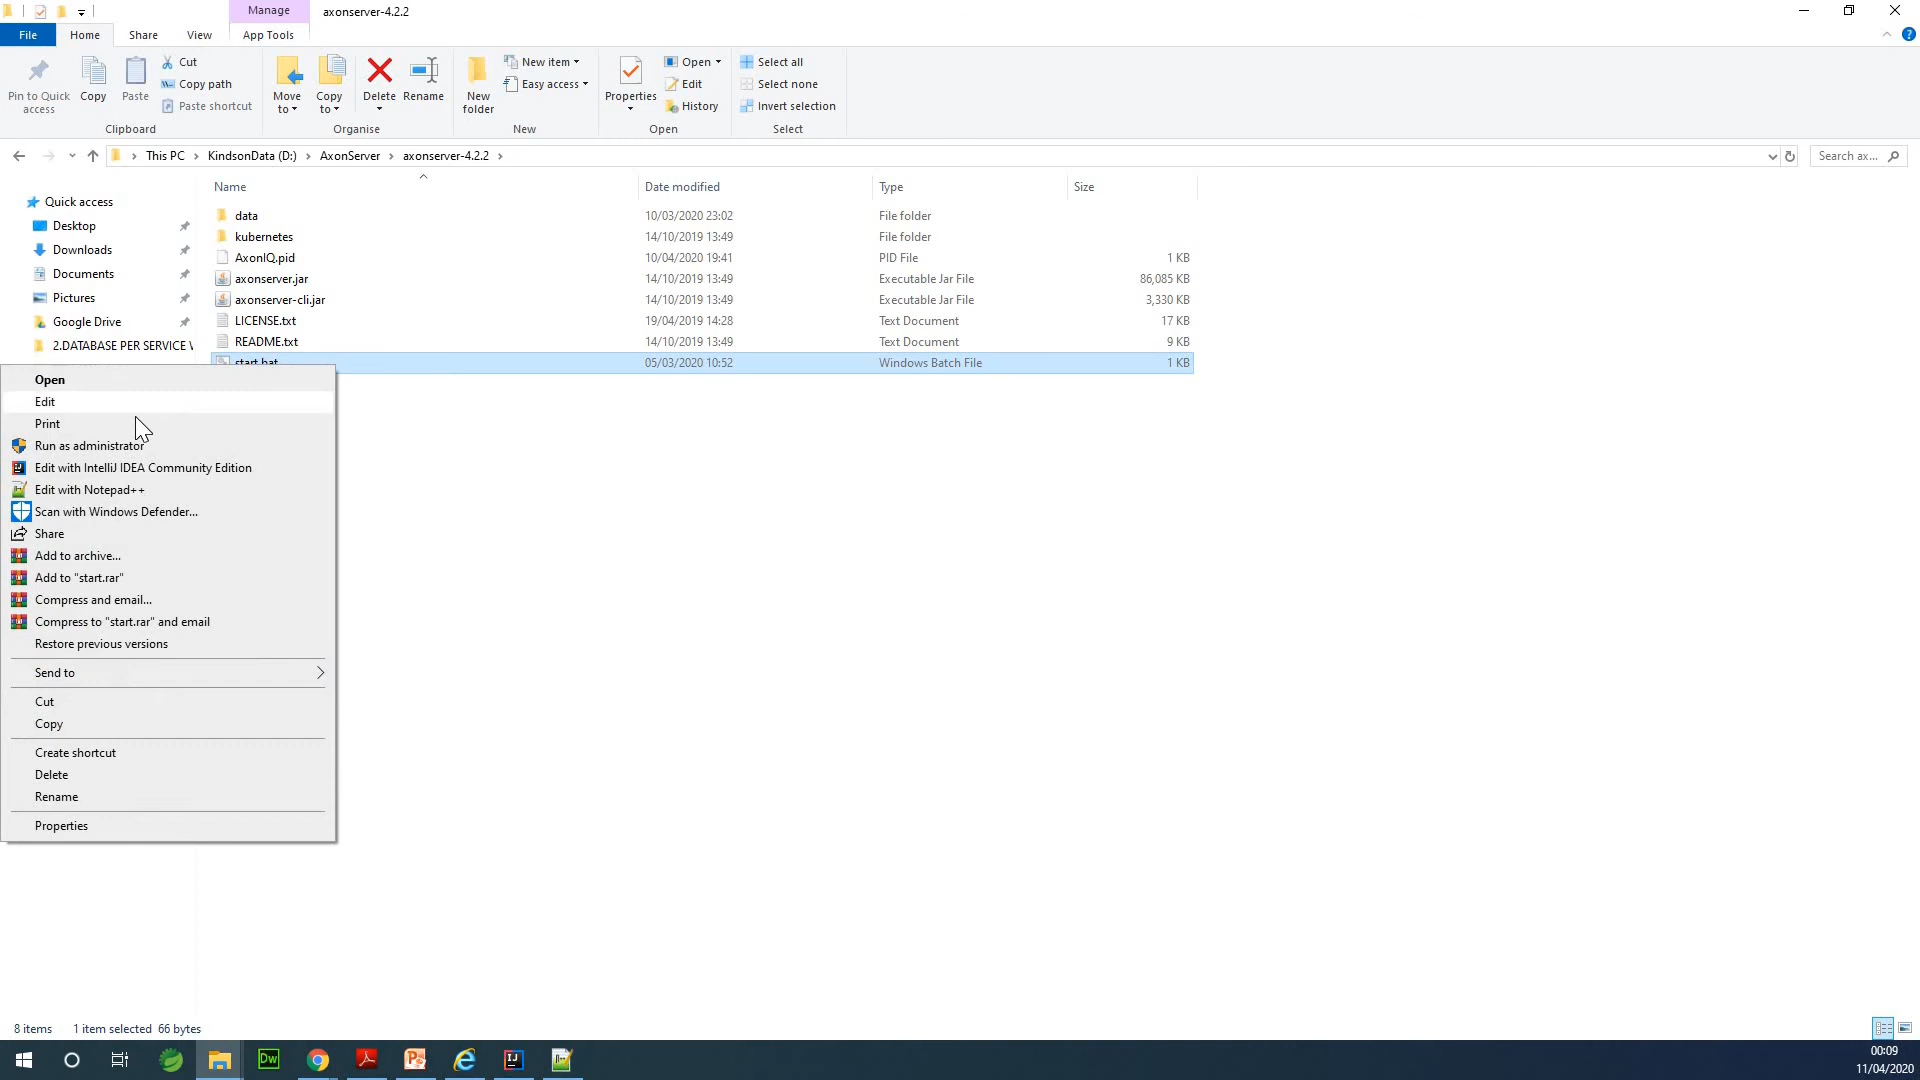 Manage
axonserver-4.2.2
File
Home
Share
View
App Tools
Pin to Quick access
Copy
Paste
Cut
Copy path
Paste shortcut
Clipboard
Move to
Copy to
Delete
Rename
Organise
New folder
New item
Easy access
New
Properties
Open
Edit
History
Open
Select all
Select none
Invert selection
Select
This PC > KindsonData (D:) > AxonServer > axonserver-4.2.2 >
Search ax...
Name Date modified Type Size
Quick access
Desktop
Downloads
Documents
Pictures
Google Drive
2.DATABASE PER SERVICE
data 10/03/2020 23:02 File folder
kubernetes 14/10/2019 13:49 File folder
AxonIQ.pid 10/04/2020 19:41 PID File 1 KB
axonserver.jar 14/10/2019 13:49 Executable Jar File 86,085 KB
axonserver-cli.jar 14/10/2019 13:49 Executable Jar File 3,330 KB
LICENSE.txt 19/04/2019 14:28 Text Document 17 KB
README.txt 14/10/2019 13:49 Text Document 9 KB
start.bat 05/03/2020 10:52 Windows Batch File 1 KB
Open
Edit
Print
Run as administrator
Edit with IntelliJ IDEA Community Edition
Edit with Notepad++
Scan with Windows Defender...
Share
Add to archive...
Add to "start.rar"
Compress and email...
Compress to "start.rar" and email
Restore previous versions
Send to
Cut
Copy
Create shortcut
Delete
Rename
Properties
8 items 1 item selected 66 bytes
Dw
IJ
00:09
11/04/2020